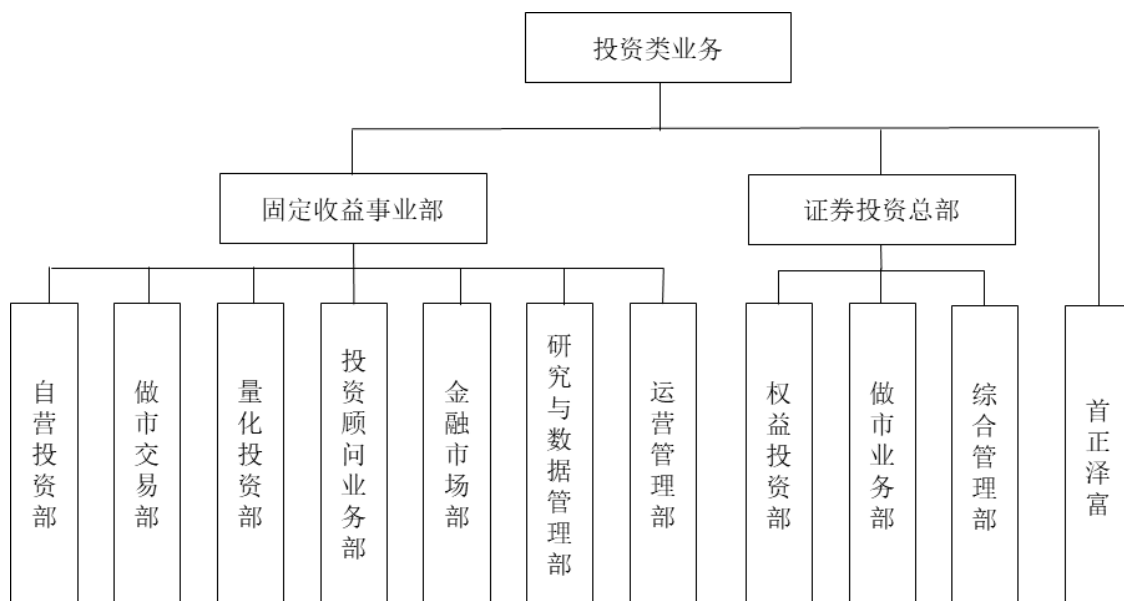 投资类业务
固定收益事业部
证券投资总部
自营投资部
做市交易部
量化投资部
投资顾问业务部
金融市场部
研究与数据管理部
运营管理部
权益投资部
做市业务部
综合管理部
首正泽富